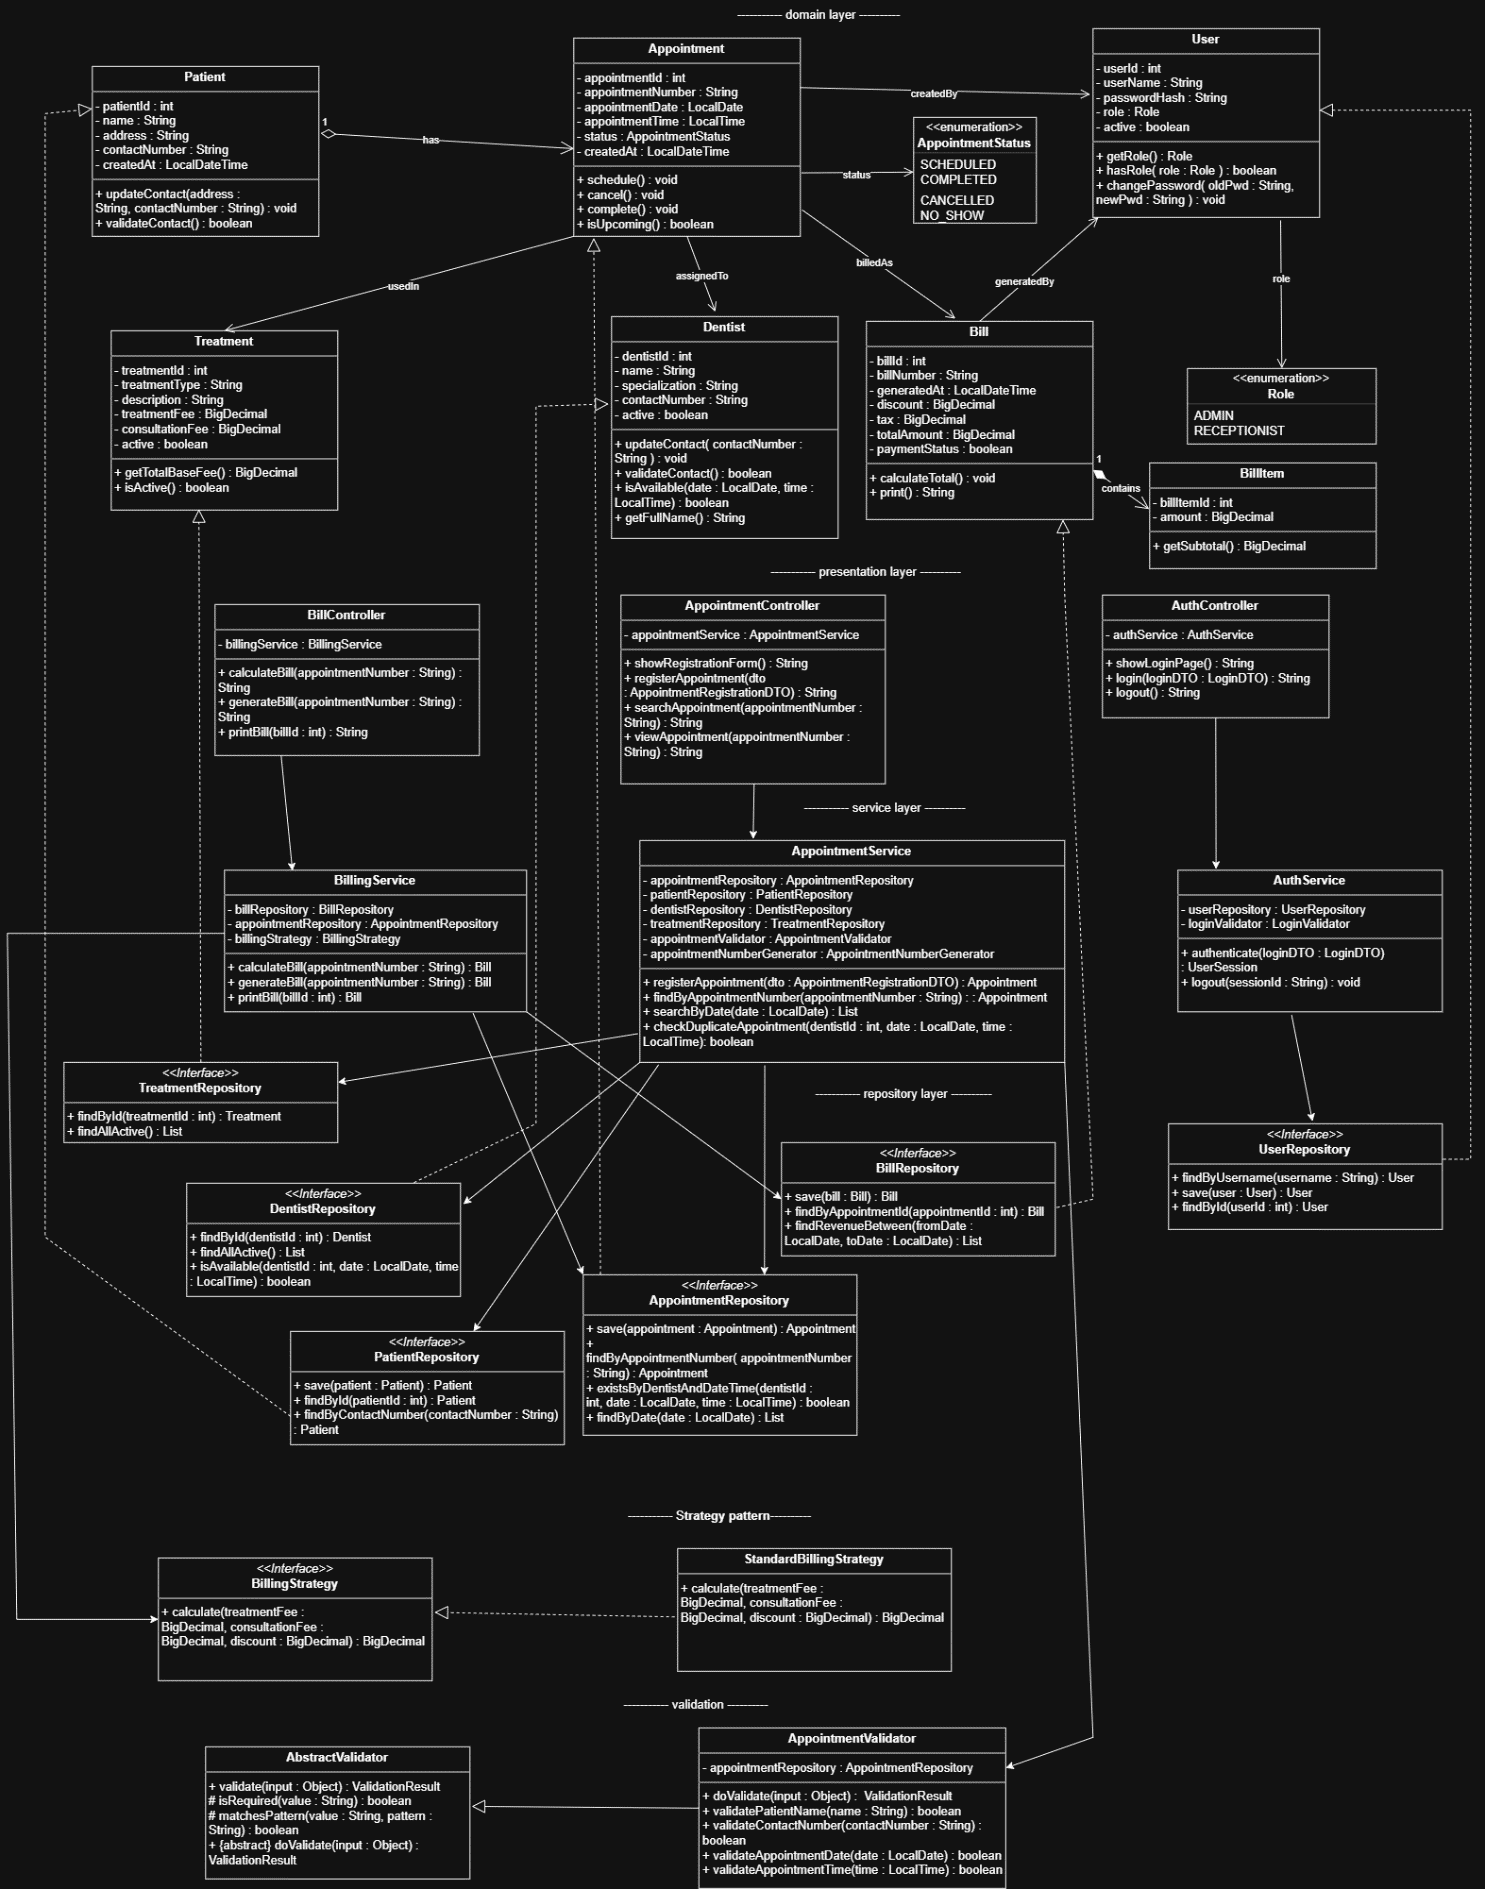 ----------- domain layer ----------
Patient
- patientId : int
- name : String
- address : String
- contactNumber : String
- createdAt : LocalDateTime
+ updateContact(address :
String, contactNumber : String) : void
+ validateContact() : boolean
1
has
Appointment
- appointmentId : int
- appointmentNumber : String
- appointmentDate : LocalDate
- appointmentTime : LocalTime
- status : AppointmentStatus
- createdAt : LocalDateTime
+ schedule() : void
+ cancel() : void
+ complete() : void
+ isUpcoming() : boolean
createdBy
status
<<enumeration>>
AppointmentStatus
SCHEDULED
COMPLETED
CANCELLED
NO_SHOW
User
- userId : int
- userName : String
- passwordHash : String
- role : Role
- active : boolean
+ getRole() : Role
+ hasRole( role : Role ) : boolean
+ changePassword( oldPwd : String,
newPwd : String ) : void
usedIn
assignedTo
billedAs
generatedBy
role
Treatment
- treatmentId : int
- treatmentType : String
- description : String
- treatmentFee : BigDecimal
- consultationFee : BigDecimal
- active : boolean
+ getTotalBaseFee() : BigDecimal
+ isActive() : boolean
Dentist
- dentistId : int
- name : String
- specialization : String
- contactNumber : String
- active : boolean
+ updateContact( contactNumber :
String ) : void
+ validateContact() : boolean
+ isAvailable(date : LocalDate, time :
LocalTime) : boolean
+ getFullName() : String
Bill
- billId : int
- billNumber : String
- generatedAt : LocalDateTime
- discount : BigDecimal
- tax : BigDecimal
- totalAmount : BigDecimal
- paymentStatus : boolean
+ calculateTotal() : void
+ print() : String
<<enumeration>>
Role
ADMIN
RECEPTIONIST
1
contains
BillItem
- billItemId : int
- amount : BigDecimal
+ getSubtotal() : BigDecimal
----------- presentation layer ----------
BillController
- billingService : BillingService
+ calculateBill(appointmentNumber : String) :
String
+ generateBill(appointmentNumber : String) :
String
+ printBill(billId : int) : String
AppointmentController
- appointmentService : AppointmentService
+ showRegistrationForm() : String
+ registerAppointment(dto
: AppointmentRegistrationDTO) : String
+ searchAppointment(appointmentNumber :
String) : String
+ viewAppointment(appointmentNumber :
String) : String
AuthController
- authService : AuthService
+ showLoginPage() : String
+ login(loginDTO : LoginDTO) : String
+ logout() : String
----------- service layer ----------
BillingService
- billRepository : BillRepository
- appointmentRepository : AppointmentRepository
- billingStrategy : BillingStrategy
+ calculateBill(appointmentNumber : String) : Bill
+ generateBill(appointmentNumber : String) : Bill
+ printBill(billId : int) : Bill
AppointmentService
- appointmentRepository : AppointmentRepository
- patientRepository : PatientRepository
- dentistRepository : DentistRepository
- treatmentRepository : TreatmentRepository
- appointmentValidator : AppointmentValidator
- appointmentNumberGenerator : AppointmentNumberGenerator
+ registerAppointment(dto : AppointmentRegistrationDTO) : Appointment
+ findByAppointmentNumber(appointmentNumber : String) : : Appointment
+ searchByDate(date : LocalDate) : List
+ checkDuplicateAppointment(dentistId : int, date : LocalDate, time :
LocalTime): boolean
AuthService
- userRepository : UserRepository
- loginValidator : LoginValidator
+ authenticate(loginDTO : LoginDTO)
: UserSession
+ logout(sessionId : String) : void
----------- repository layer ----------
<<Interface>>
TreatmentRepository
+ findById(treatmentId : int) : Treatment
+ findAllActive() : List
<<Interface>>
BillRepository
+ save(bill : Bill) : Bill
+ findByAppointmentId(appointmentId : int) : Bill
+ findRevenueBetween(fromDate :
LocalDate, toDate : LocalDate) : List
<<Interface>>
UserRepository
+ findByUsername(username : String) : User
+ save(user : User) : User
+ findById(userId : int) : User
<<Interface>>
DentistRepository
+ findById(dentistId : int) : Dentist
+ findAllActive() : List
+ isAvailable(dentistId : int, date : LocalDate, time
: LocalTime) : boolean
<<Interface>>
AppointmentRepository
+ save(appointment : Appointment) : Appointment
+
findByAppointmentNumber( appointmentNumber
: String) : Appointment
+ existsByDentistAndDateTime(dentistId :
int, date : LocalDate, time : LocalTime) : boolean
+ findByDate(date : LocalDate) : List
<<Interface>>
PatientRepository
+ save(patient : Patient) : Patient
+ findById(patientId : int) : Patient
+ findByContactNumber(contactNumber : String)
: Patient
----------- Strategy pattern----------
<<Interface>>
BillingStrategy
+ calculate(treatmentFee :
BigDecimal, consultationFee :
BigDecimal, discount : BigDecimal) : BigDecimal
StandardBillingStrategy
+ calculate(treatmentFee :
BigDecimal, consultationFee :
BigDecimal, discount : BigDecimal) : BigDecimal
----------- validation ----------
AbstractValidator
+ validate(input : Object) : ValidationResult
# isRequired(value : String) : boolean
# matchesPattern(value : String, pattern :
String) : boolean
+ {abstract} doValidate(input : Object) :
ValidationResult
AppointmentValidator
- appointmentRepository : AppointmentRepository
+ doValidate(input : Object) : ValidationResult
+ validatePatientName(name : String) : boolean
+ validateContactNumber(contactNumber : String) :
boolean
+ validateAppointmentDate(date : LocalDate) : boolean
+ validateAppointmentTime(time : LocalTime) : boolean